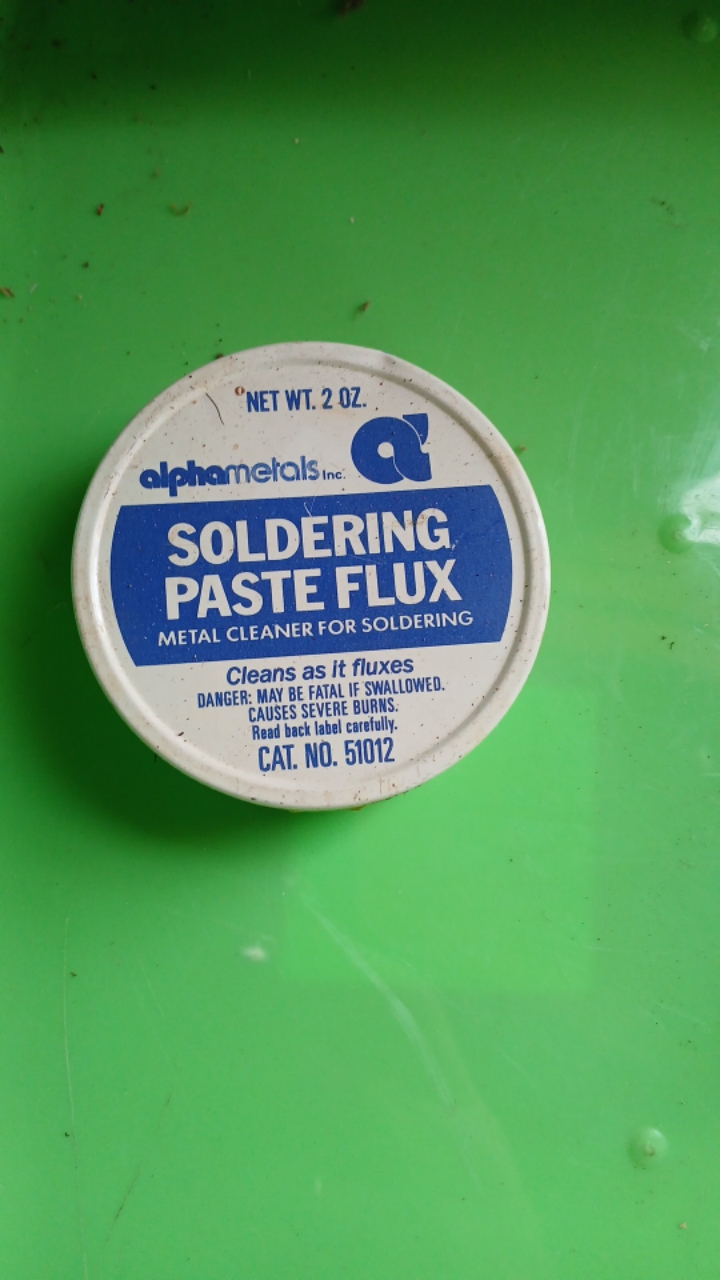 NET WT. 2 OZ.
alphametals Inc.
SOLDERING
PASTE FLUX
METAL CLEANER FOR SOLDERING
Cleans as it fluxes
DANGER: MAY BE FATAL IF SWALLOWED.
CAUSES SEVERE BURNS.
Read back label carefully.
CAT. NO. 51012